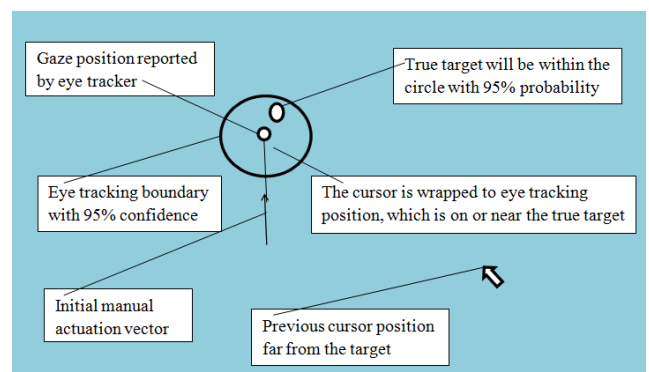 Gaze position reported
by eye tracker
True target will be within the
circle with 95% probability
Eye tracking boundary
with 95% confidence
The cursor is wrapped to eye tracking
position, which is on or near the true target
Initial manual
actuation vector
Previous cursor position
far from the target